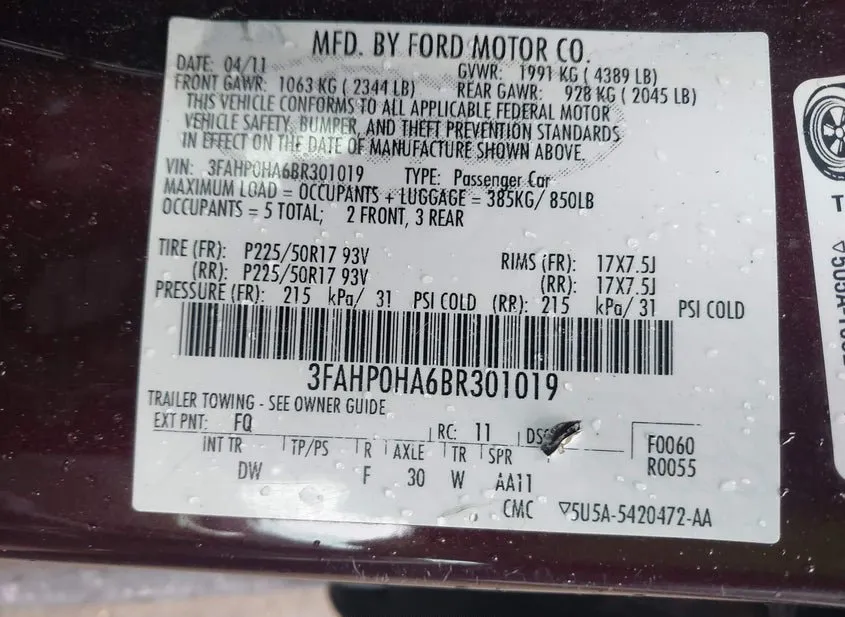 MFD. BY FORD MOTOR CO.
DATE: 04/11 GVWR: 1991 KG ( 4389 LB)
FRONT GAWR: 1063 KG ( 2344 LB) REAR GAWR: 928 KG ( 2045 LB)
THIS VEHICLE CONFORMS TO ALL APPLICABLE FEDERAL MOTOR
VEHICLE SAFETY, BUMPER, AND THEFT PREVENTION STANDARDS
IN EFFECT ON THE DATE OF MANUFACTURE SHOWN ABOVE.
VIN: 3FAHP0HA6BR301019 TYPE: Passenger Car
MAXIMUM LOAD = OCCUPANTS + LUGGAGE = 385KG/ 850LB
OCCUPANTS = 5 TOTAL; 2 FRONT, 3 REAR
TIRE (FR): P225/50R17 93V RIMS (FR): 17X7.5J
(RR): P225/50R17 93V (RR): 17X7.5J
PRESSURE (FR): 215 kPa/ 31 PSI COLD (RR): 215 kPa/ 31 PSI COLD
3FAHP0HA6BR301019
TRAILER TOWING - SEE OWNER GUIDE
EXT PNT: FQ RC: 11 F0060
INT TR TP/PS R AXLE TR SPR R0055
DW F 30 W AA11
CMC ▽5U5A-5420472-AA